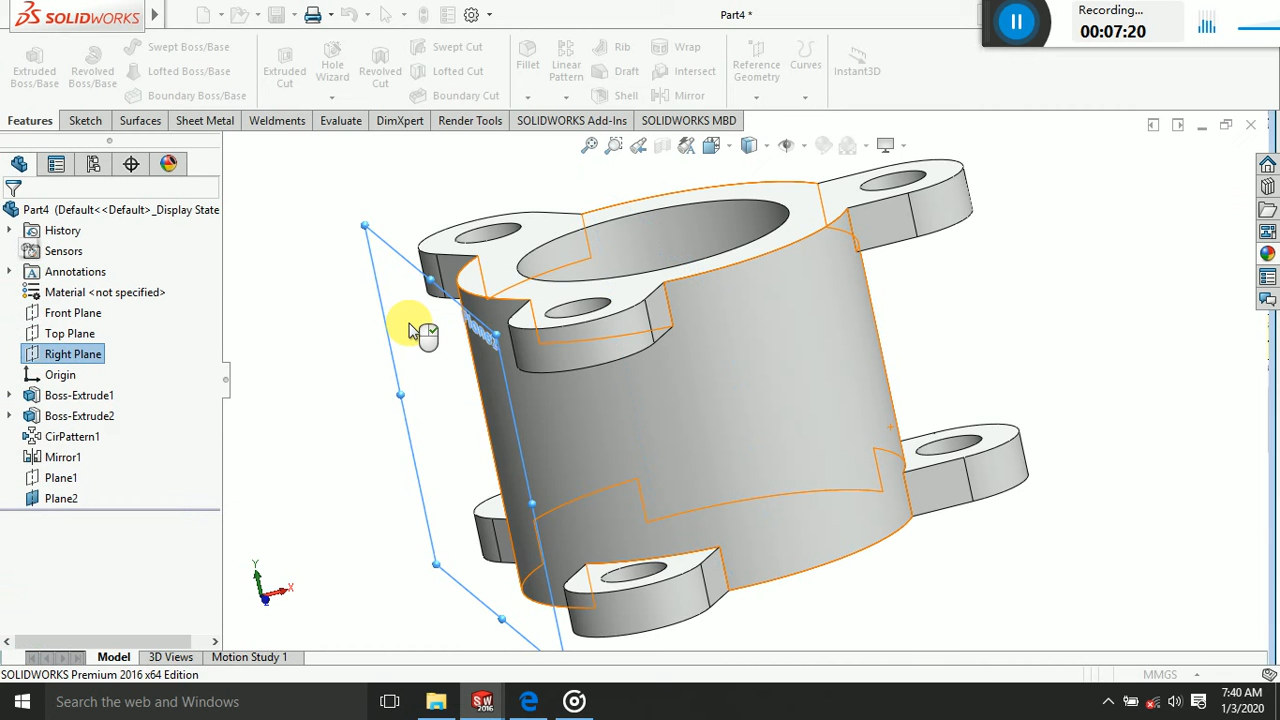 SOLIDWORKS
Part4 *
Recording...
00:07:20
Extruded Boss/Base
Revolved Boss/Base
Swept Boss/Base
Lofted Boss/Base
Boundary Boss/Base
Extruded Cut
Hole Wizard
Revolved Cut
Swept Cut
Lofted Cut
Boundary Cut
Fillet
Linear Pattern
Rib
Draft
Shell
Wrap
Intersect
Mirror
Reference Geometry
Curves
Instant3D
Features Sketch Surfaces Sheet Metal Weldments Evaluate DimXpert Render Tools SOLIDWORKS Add-Ins SOLIDWORKS MBD
Part4 (Default<<Default>_Display State
History
Sensors
Annotations
Material <not specified>
Front Plane
Top Plane
Right Plane
Origin
Boss-Extrude1
Boss-Extrude2
CirPattern1
Mirror1
Plane1
Plane2
Y
X
Model 3D Views Motion Study 1
SOLIDWORKS Premium 2016 x64 Edition
MMGS
Search the web and Windows
SW
2016
7:40 AM
1/3/2020